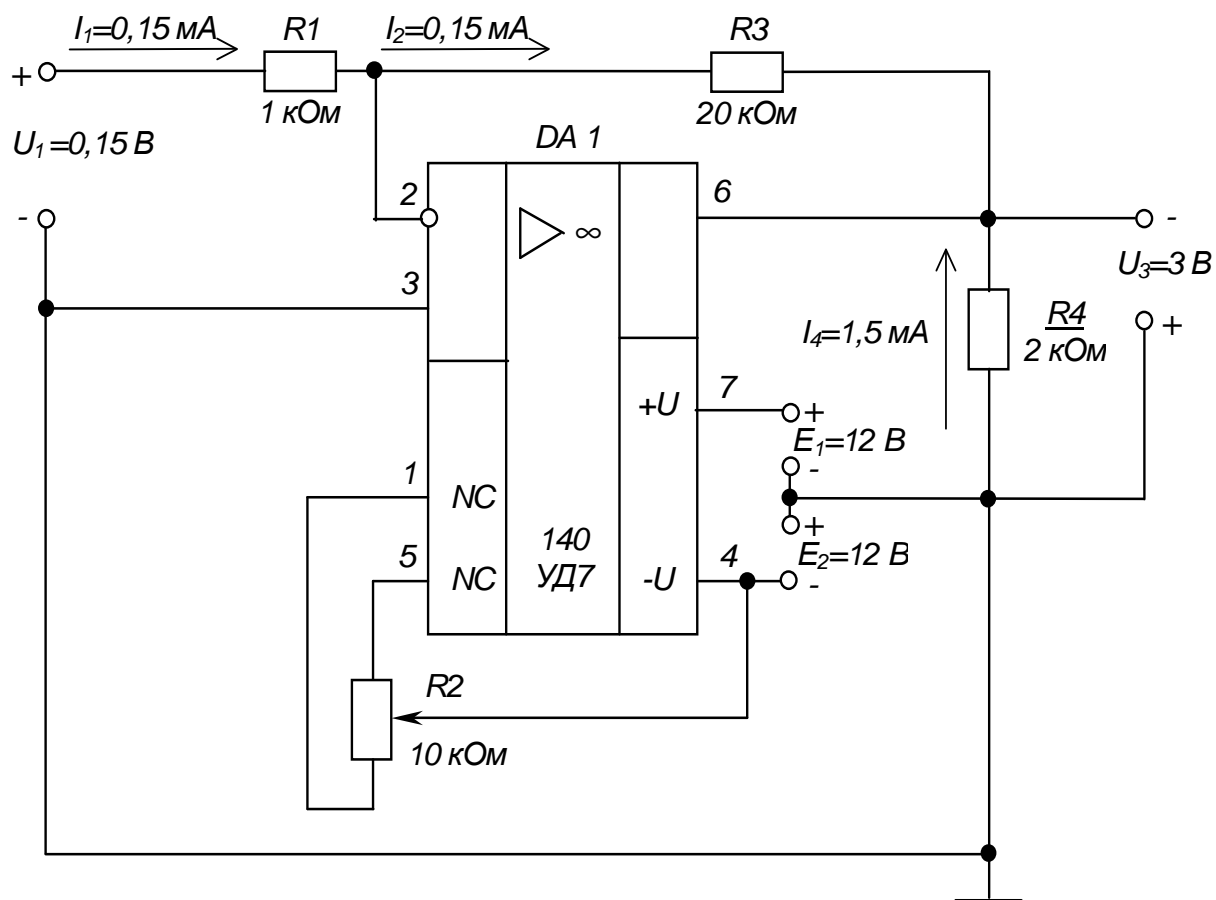 I₁=0,15 мА
R1
I₂=0,15 мА
R3
+
1 кОм
20 кОм
U₁=0,15 В
DA 1
-
2
∞
6
-
U₃=3 В
3
I₄=1,5 мА
R4
2 кОм
+
+U
7
+
E₁=12 В
-
1
NC
+
E₂=12 В
-
5
NC
140
УД7
-U
4
R2
10 кОм